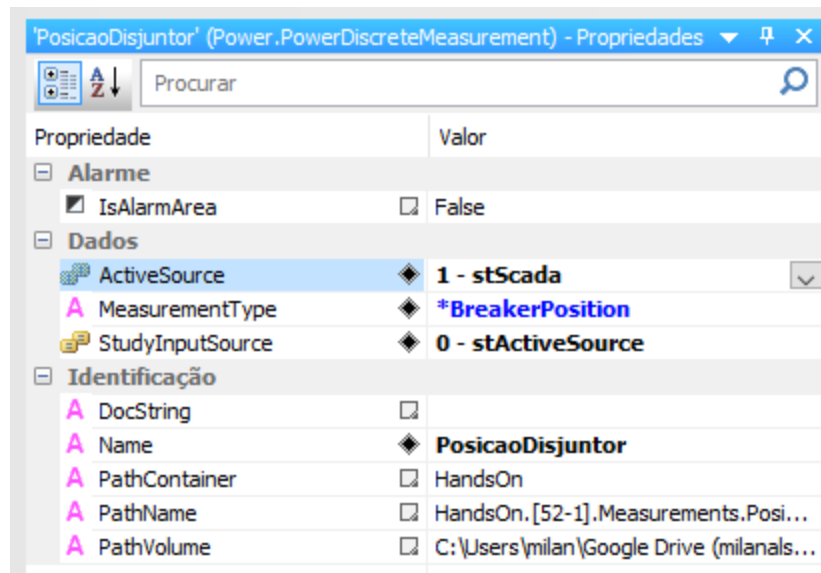 'PosicaoDisjuntor' (Power.PowerDiscreteMeasurement) - Propriedades
Procurar
Propriedade Valor
Alarme
IsAlarmArea False
Dados
ActiveSource 1 - stScada
MeasurementType *BreakerPosition
StudyInputSource 0 - stActiveSource
Identificação
DocString
Name PosicaoDisjuntor
PathContainer HandsOn
PathName HandsOn.[52-1].Measurements.Posi...
PathVolume C:\Users\milan\Google Drive (milanals...